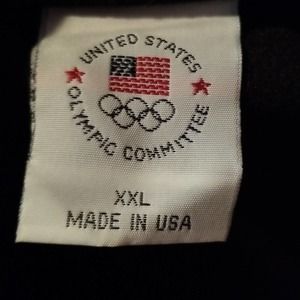 UNITED STATES
OLYMPIC COMMITTEE
XXL
MADE IN USA